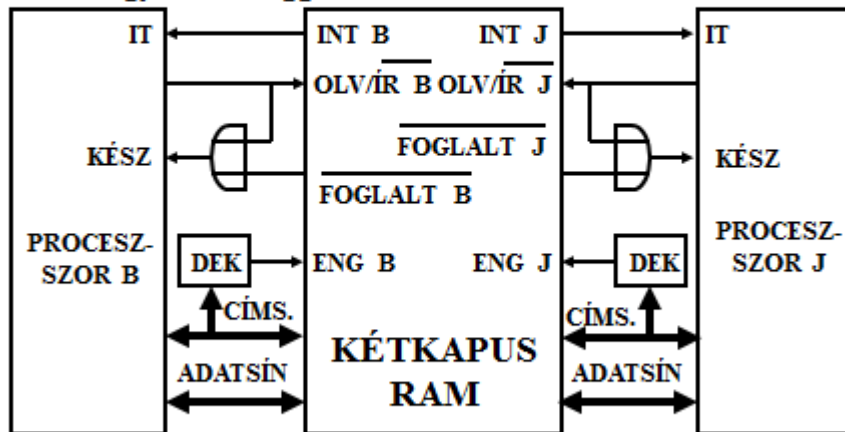 IT
INT B
INT J
IT
OLV/ÍR B
OLV/ÍR J
FOGLALT J
KÉSZ
KÉSZ
FOGLALT B
PROCESZ-
SZOR B
DEK
ENG B
ENG J
DEK
PROCESZ-
SZOR J
CÍMS.
CÍMS.
KÉTKAPUS
RAM
ADATSÍN
ADATSÍN